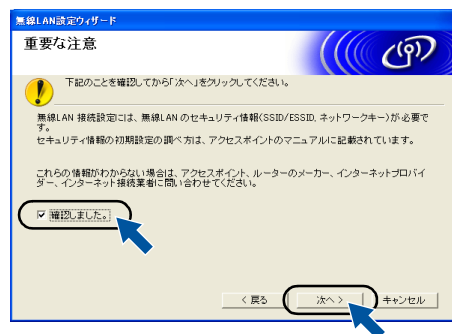 無線LAN設定ウィザード
重要な注意
下記のことを確認してから「次へ」をクリックしてください。
無線LAN 接続設定には、無線LAN のセキュリティ情報(SSID/ESSID、ネットワークキー)が必要で
す。
セキュリティ情報の初期設定の調べ方は、アクセスポイントのマニュアルに記載されています。
これらの情報がわからない場合は、アクセスポイント、ルーターのメーカー、インターネットプロバイ
ダー、インターネット接続業者に問い合わせてください。
確認しました。
< 戻る 次へ > キャンセル